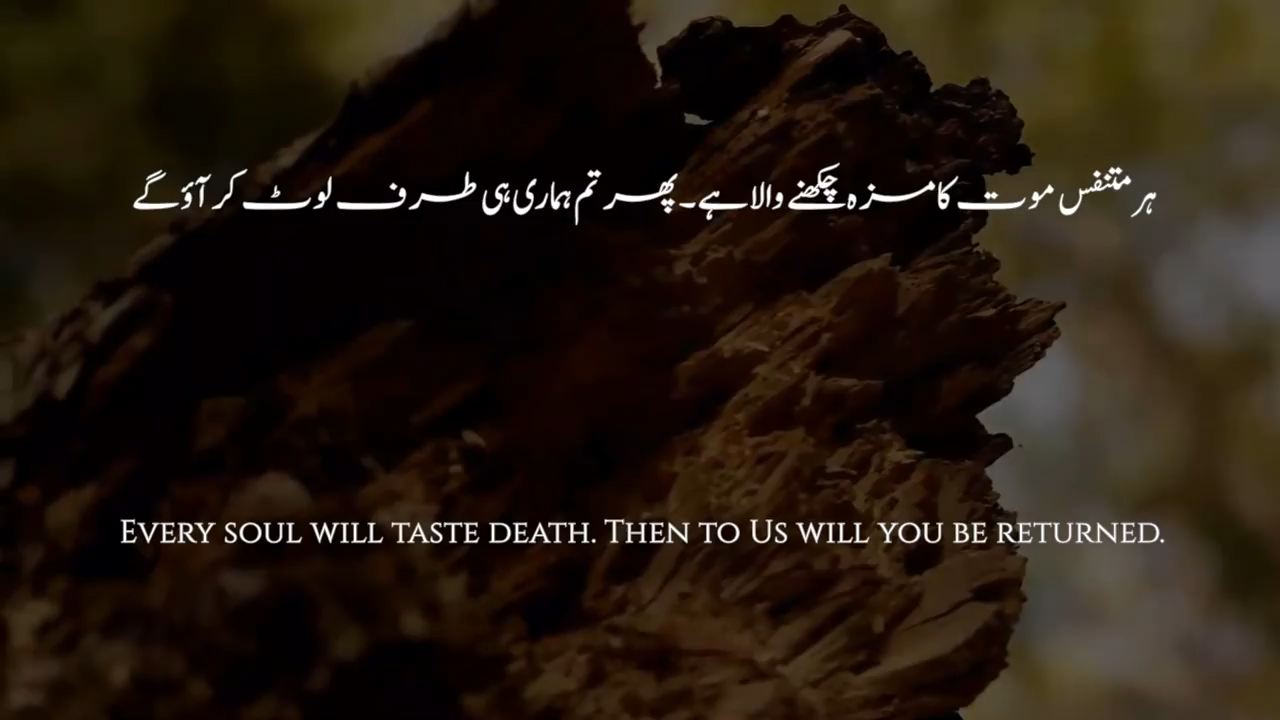 ہر متنفس موت کا مزہ چکھنے والا ہے۔ پھر تم ہماری ہی طرف لوٹ کر آؤ گے
Every soul will taste death. Then to Us will you be returned.